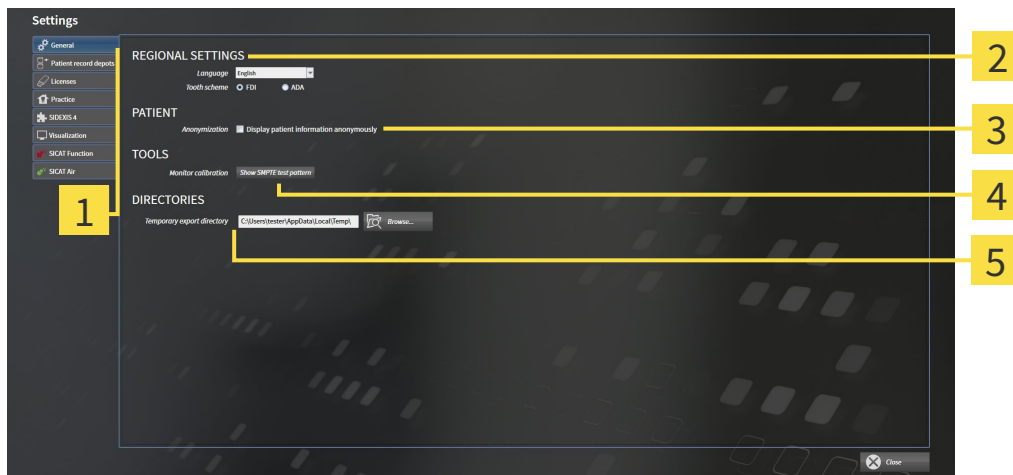 Settings
General
Patient record depots
Licenses
Practice
SIDEXIS 4
Visualization
SICAT Function
SICAT Air
1
REGIONAL SETTINGS
Language English
Tooth scheme FDI ADA
PATIENT
Anonymization Display patient information anonymously
TOOLS
Monitor calibration Show SMPTE test pattern
DIRECTORIES
Temporary export directory C:\Users\tester\AppData\Local\Temp\ Browse...
2
3
4
5
Close